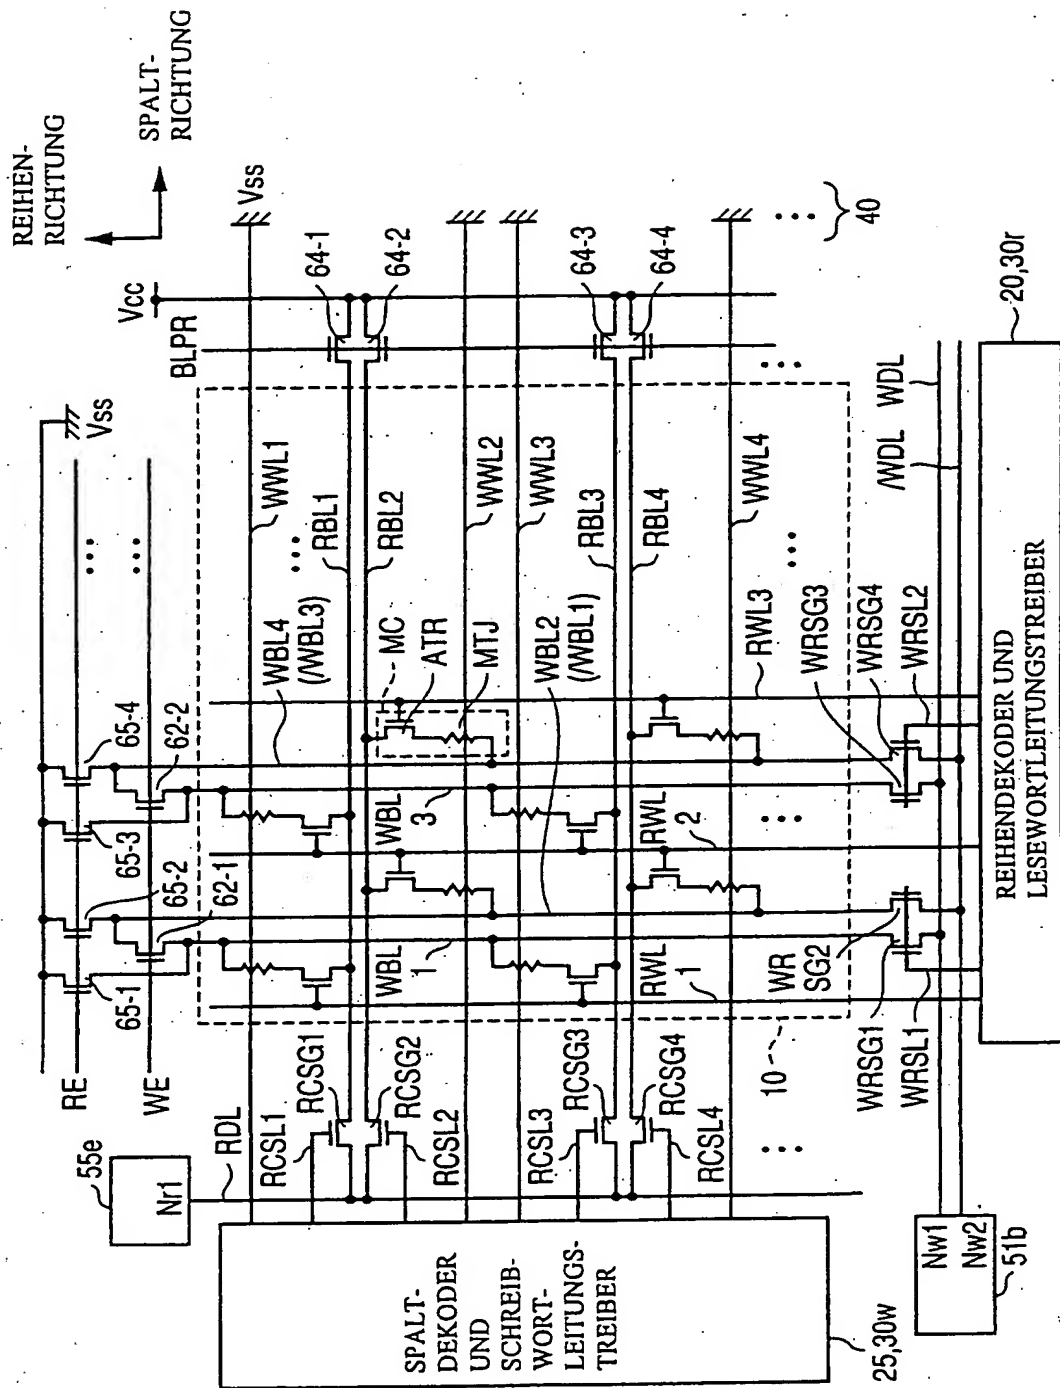 REIHEN-
RICHTUNG
SPALT-
RICHTUNG
Vcc
BLPR
Vss
Vss
RE
WE
65-1
65-2
62-1
65-3
65-4
62-2
64-1
64-2
64-3
64-4
40
55e
Nr1
RDL
RCSL1
RCSG1
RCSG2
RCSL2
RCSL3
RCSG3
RCSG4
RCSL4
SPALT-
DEKODER
UND
SCHREIB-
WORT-
LEITUNGS-
TREIBER
25,30w
WWL1
RBL1
RBL2
WWL2
WWL3
RBL3
RBL4
WWL4
WBL4
(/WBL3)
MC
ATR
MTJ
WBL2
(/WBL1)
WBL
1
WBL
3
RWL
1
RWL
2
RWL3
10
WRSG1
WR
SG2
WRSG3
WRSG4
WRSL1
WRSL2
/WDL
WDL
Nw1
Nw2
51b
REIHENDEKODER UND
LESEWORTLEITUNGSTREIBER
20,30r